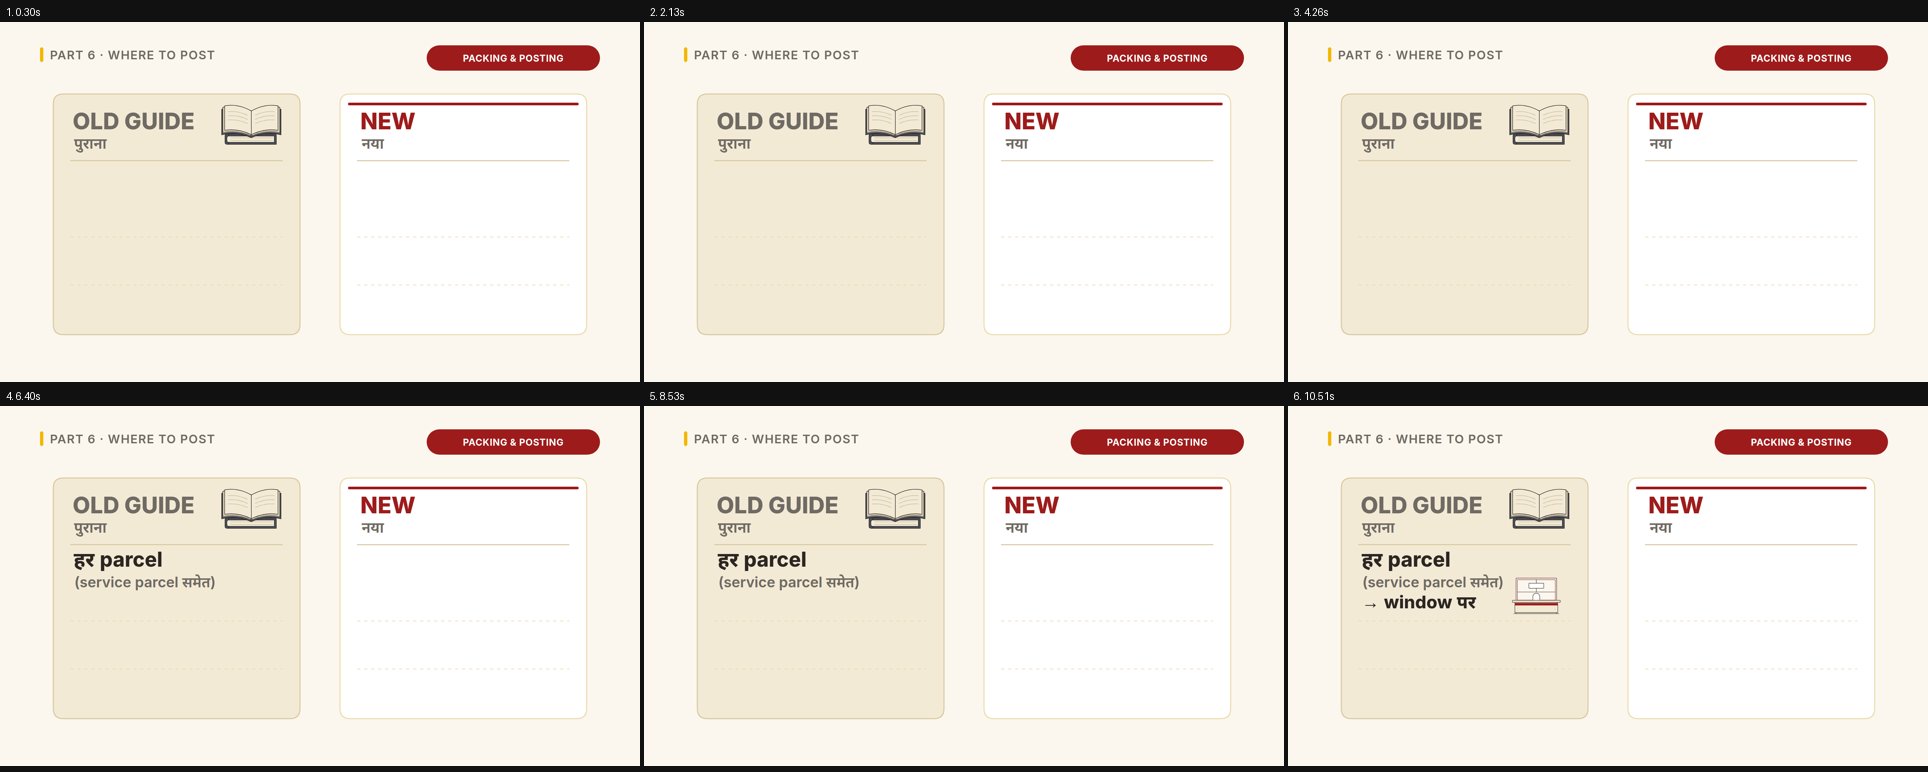 1. 0.30s
PART 6 · WHERE TO POST
PACKING & POSTING
OLD GUIDE
पुराना
NEW
नया
2. 2.13s
PART 6 · WHERE TO POST
PACKING & POSTING
OLD GUIDE
पुराना
NEW
नया
3. 4.26s
PART 6 · WHERE TO POST
PACKING & POSTING
OLD GUIDE
पुराना
NEW
नया
4. 6.40s
PART 6 · WHERE TO POST
PACKING & POSTING
OLD GUIDE
पुराना
हर parcel
(service parcel समेत)
NEW
नया
5. 8.53s
PART 6 · WHERE TO POST
PACKING & POSTING
OLD GUIDE
पुराना
हर parcel
(service parcel समेत)
NEW
नया
6. 10.51s
PART 6 · WHERE TO POST
PACKING & POSTING
OLD GUIDE
पुराना
हर parcel
(service parcel समेत)
→ window पर
NEW
नया